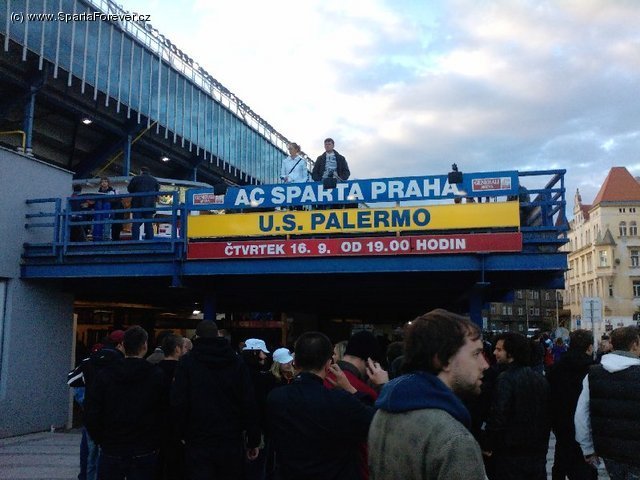 (c) www.SpartaForever.cz
AC SPARTA PRAHA
U.S. PALERMO
ČTVRTEK 16. 9. OD 19.00 HODIN